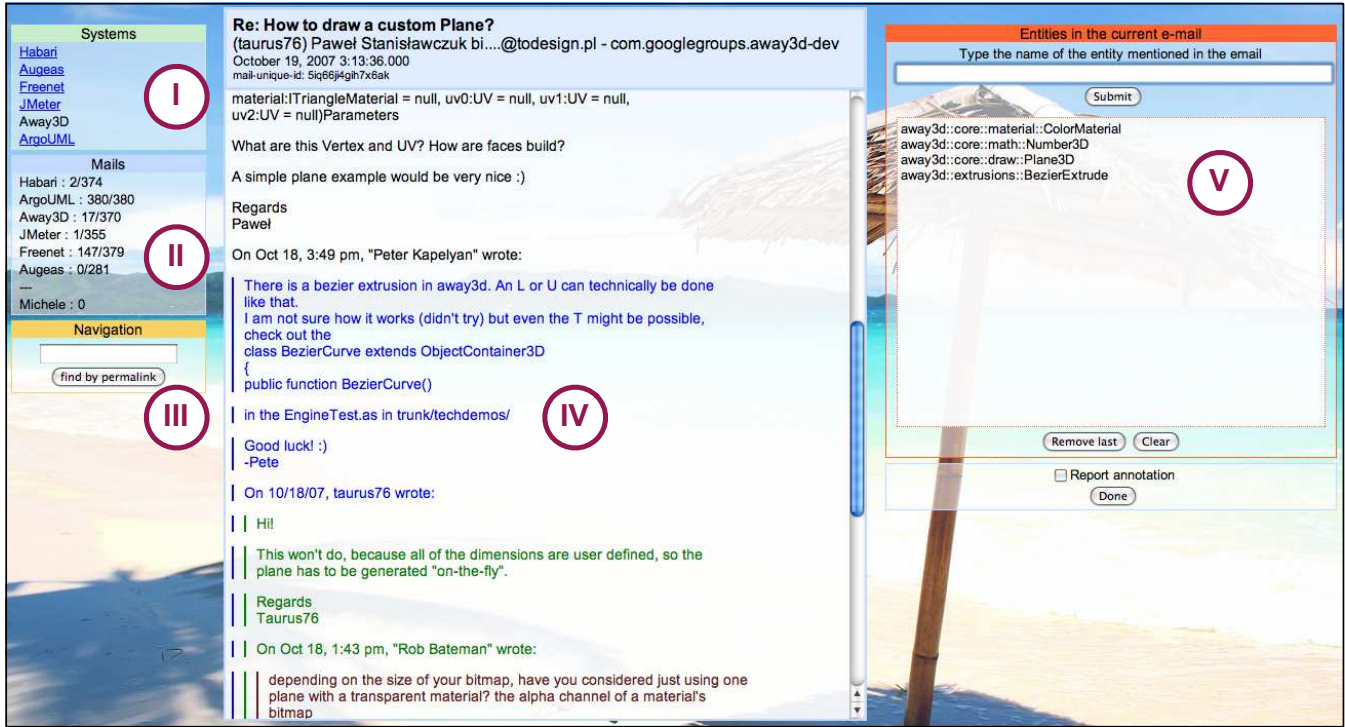 Systems
Habari
Augeas
Freenet
JMeter
Away3D
ArgoUML
I
Mails
Habari : 2/374
ArgoUML : 380/380
Away3D : 17/370
JMeter : 1/355
Freenet : 147/379
Augeas : 0/281
---
Michele : 0
II
Navigation
find by permalink
III
Re: How to draw a custom Plane?
(taurus76) Paweł Stanisławczuk bi....@todesign.pl - com.googlegroups.away3d-dev
October 19, 2007 3:13:36.000
mail-unique-id: 5iq66ji4gih7x6ak
material:ITriangleMaterial = null, uv0:UV = null, uv1:UV = null,
uv2:UV = null)Parameters
What are this Vertex and UV? How are faces build?
A simple plane example would be very nice :)
Regards
Paweł
On Oct 18, 3:49 pm, "Peter Kapelyan" wrote:
There is a bezier extrusion in away3d. An L or U can technically be done
like that.
I am not sure how it works (didn't try) but even the T might be possible,
check out the
class BezierCurve extends ObjectContainer3D
{
public function BezierCurve()
in the EngineTest.as in trunk/techdemos/
Good luck! :)
-Pete
On 10/18/07, taurus76 wrote:
Hi!
This won't do, because all of the dimensions are user defined, so the
plane has to be generated "on-the-fly".
Regards
Taurus76
On Oct 18, 1:43 pm, "Rob Bateman" wrote:
depending on the size of your bitmap, have you considered just using one
plane with a transparent material? the alpha channel of a material's
bitmap
IV
Entities in the current e-mail
Type the name of the entity mentioned in the email
Submit
away3d::core::material::ColorMaterial
away3d::core::math::Number3D
away3d::core::draw::Plane3D
away3d::extrusions::BezierExtrude
V
Remove last Clear
Report annotation
Done